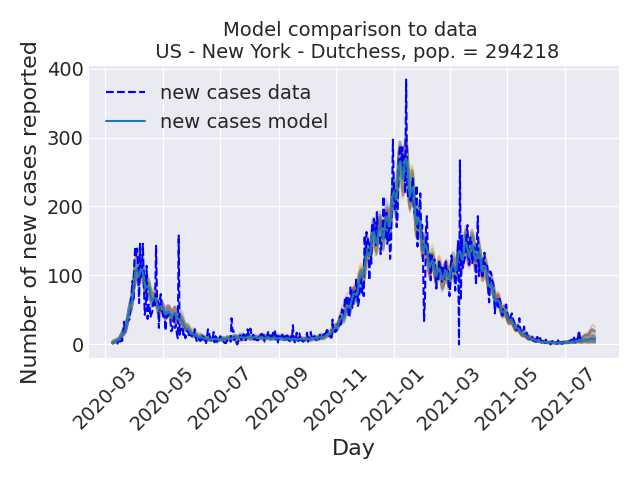 Model comparison to data
US - New York - Dutchess, pop. = 294218
Number of new cases reported
400
300
200
100
0
new cases data
new cases model
2020-03
2020-05
2020-07
2020-09
2020-11
2021-01
2021-03
2021-05
2021-07
Day